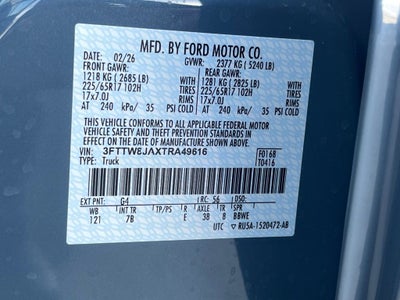 MFD. BY FORD MOTOR CO.
DATE: 02/26 GVWR: 2377 KG ( 5240 LB)
FRONT GAWR: REAR GAWR:
1218 KG ( 2685 LB) 1281 KG ( 2825 LB)
225/65R17 102H 225/65R17 102H
17x7.0J 17x7.0J
AT 240 kPa/ 35 PSI COLD AT 240 kPa/ 35 PSI COLD
THIS VEHICLE CONFORMS TO ALL APPLICABLE FEDERAL MOTOR
VEHICLE SAFETY AND THEFT PREVENTION STANDARDS IN
EFFECT ON THE DATE OF MANUFACTURE SHOWN ABOVE.
VIN: 3FTTW8JAXTRA49616 F0168
TYPE: Truck T0416
EXT PNT: G4 RC: 56 DSO:
WB INT TR TP/PS R AXLE TR SPR
121 7B E 38 8 BBWE
UTC ▽ RU5A-1520472-AB